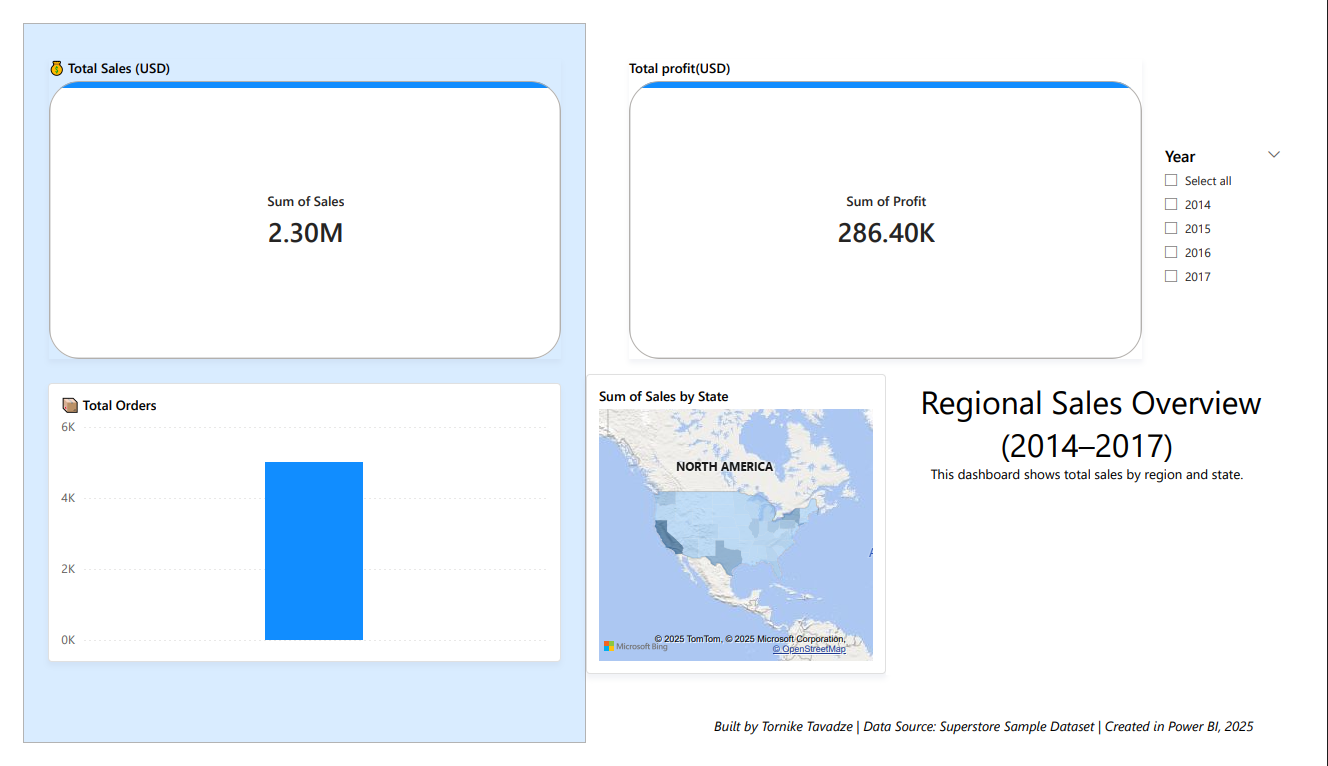 Total Sales (USD)
Sum of Sales
2.30M
Total profit(USD)
Sum of Profit
286.40K
Year
Select all
2014
2015
2016
2017
Total Orders
6K
4K
2K
0K
Sum of Sales by State
NORTH AMERICA
A
© 2025 TomTom, © 2025 Microsoft Corporation,
Microsoft Bing
© OpenStreetMap
Regional Sales Overview
(2014–2017)
This dashboard shows total sales by region and state.
Built by Tornike Tavadze | Data Source: Superstore Sample Dataset | Created in Power BI, 2025